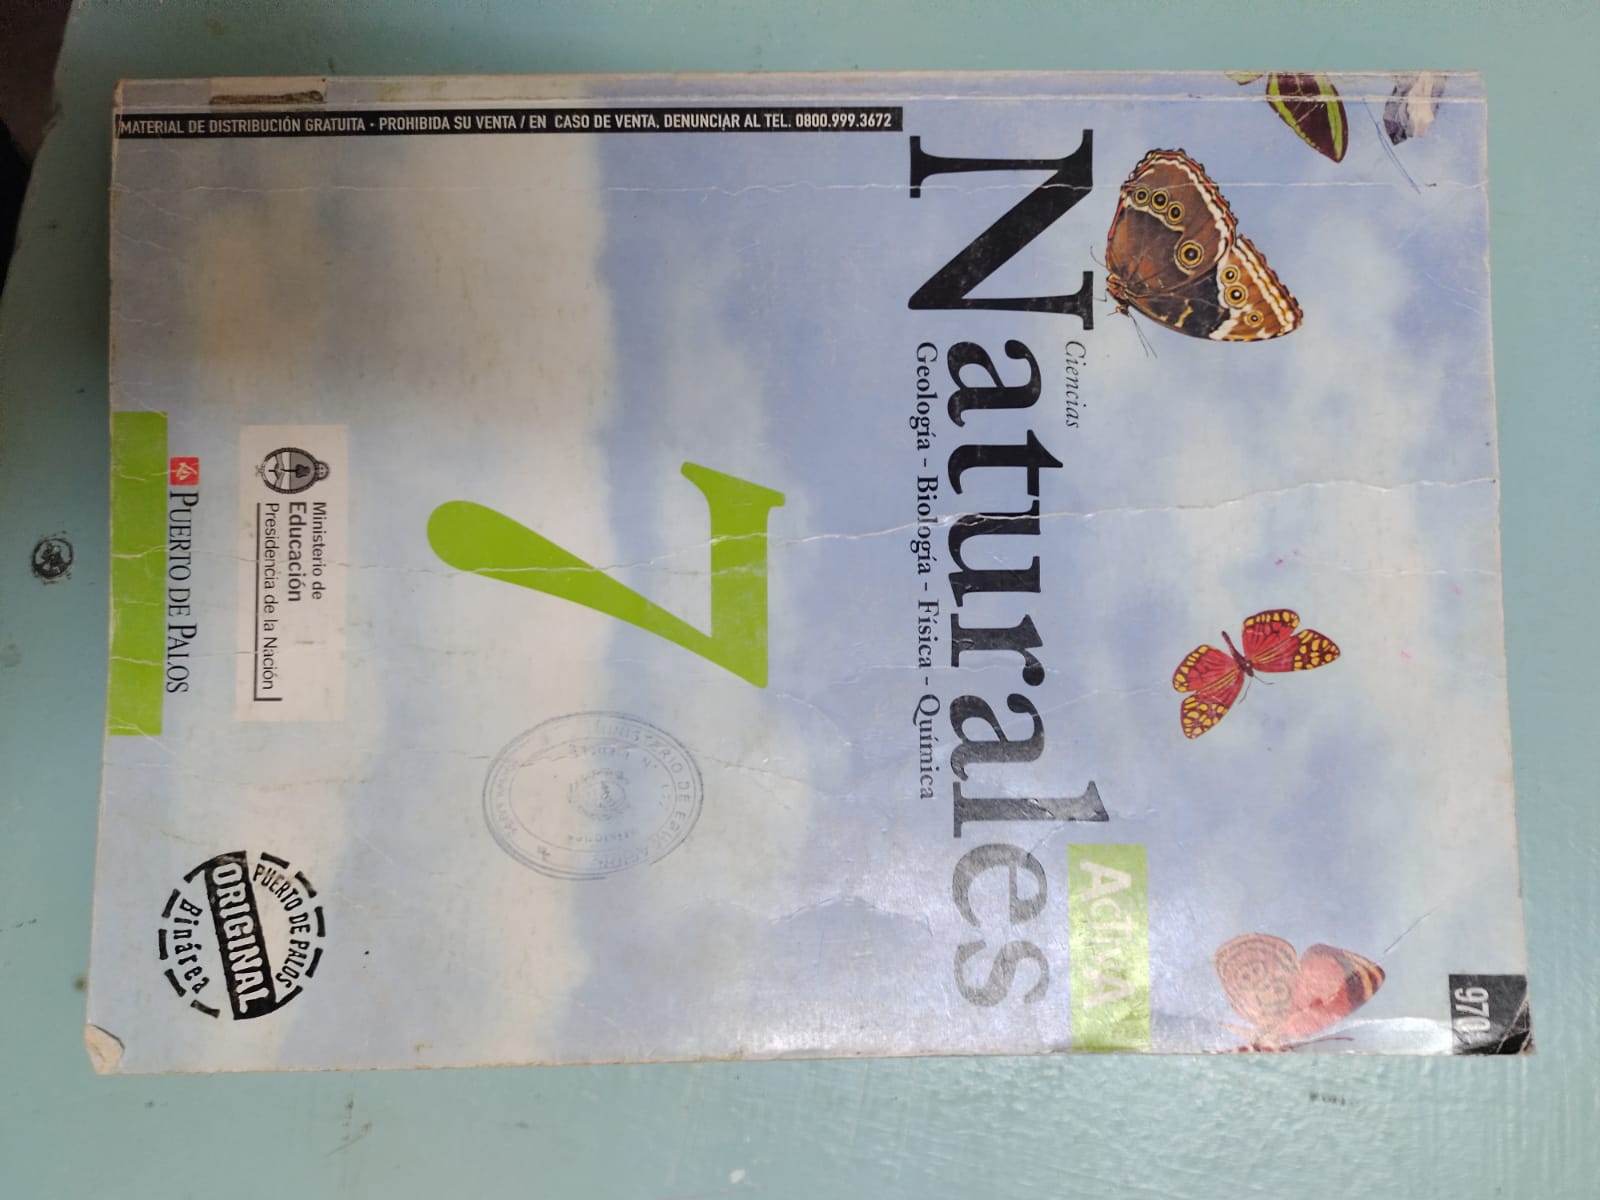 970
ActivA
Ciencias
Naturales
Geología - Biología - Física - Química
MATERIAL DE DISTRIBUCIÓN GRATUITA - PROHIBIDA SU VENTA / EN CASO DE VENTA, DENUNCIAR AL TEL. 0800.999.3672
7
MINISTERIO DE
Ministerio de
Educación
Presidencia de la Nación
PUERTO DE PALOS
PUERTO DE PALOS
ORIGINAL
Binárea